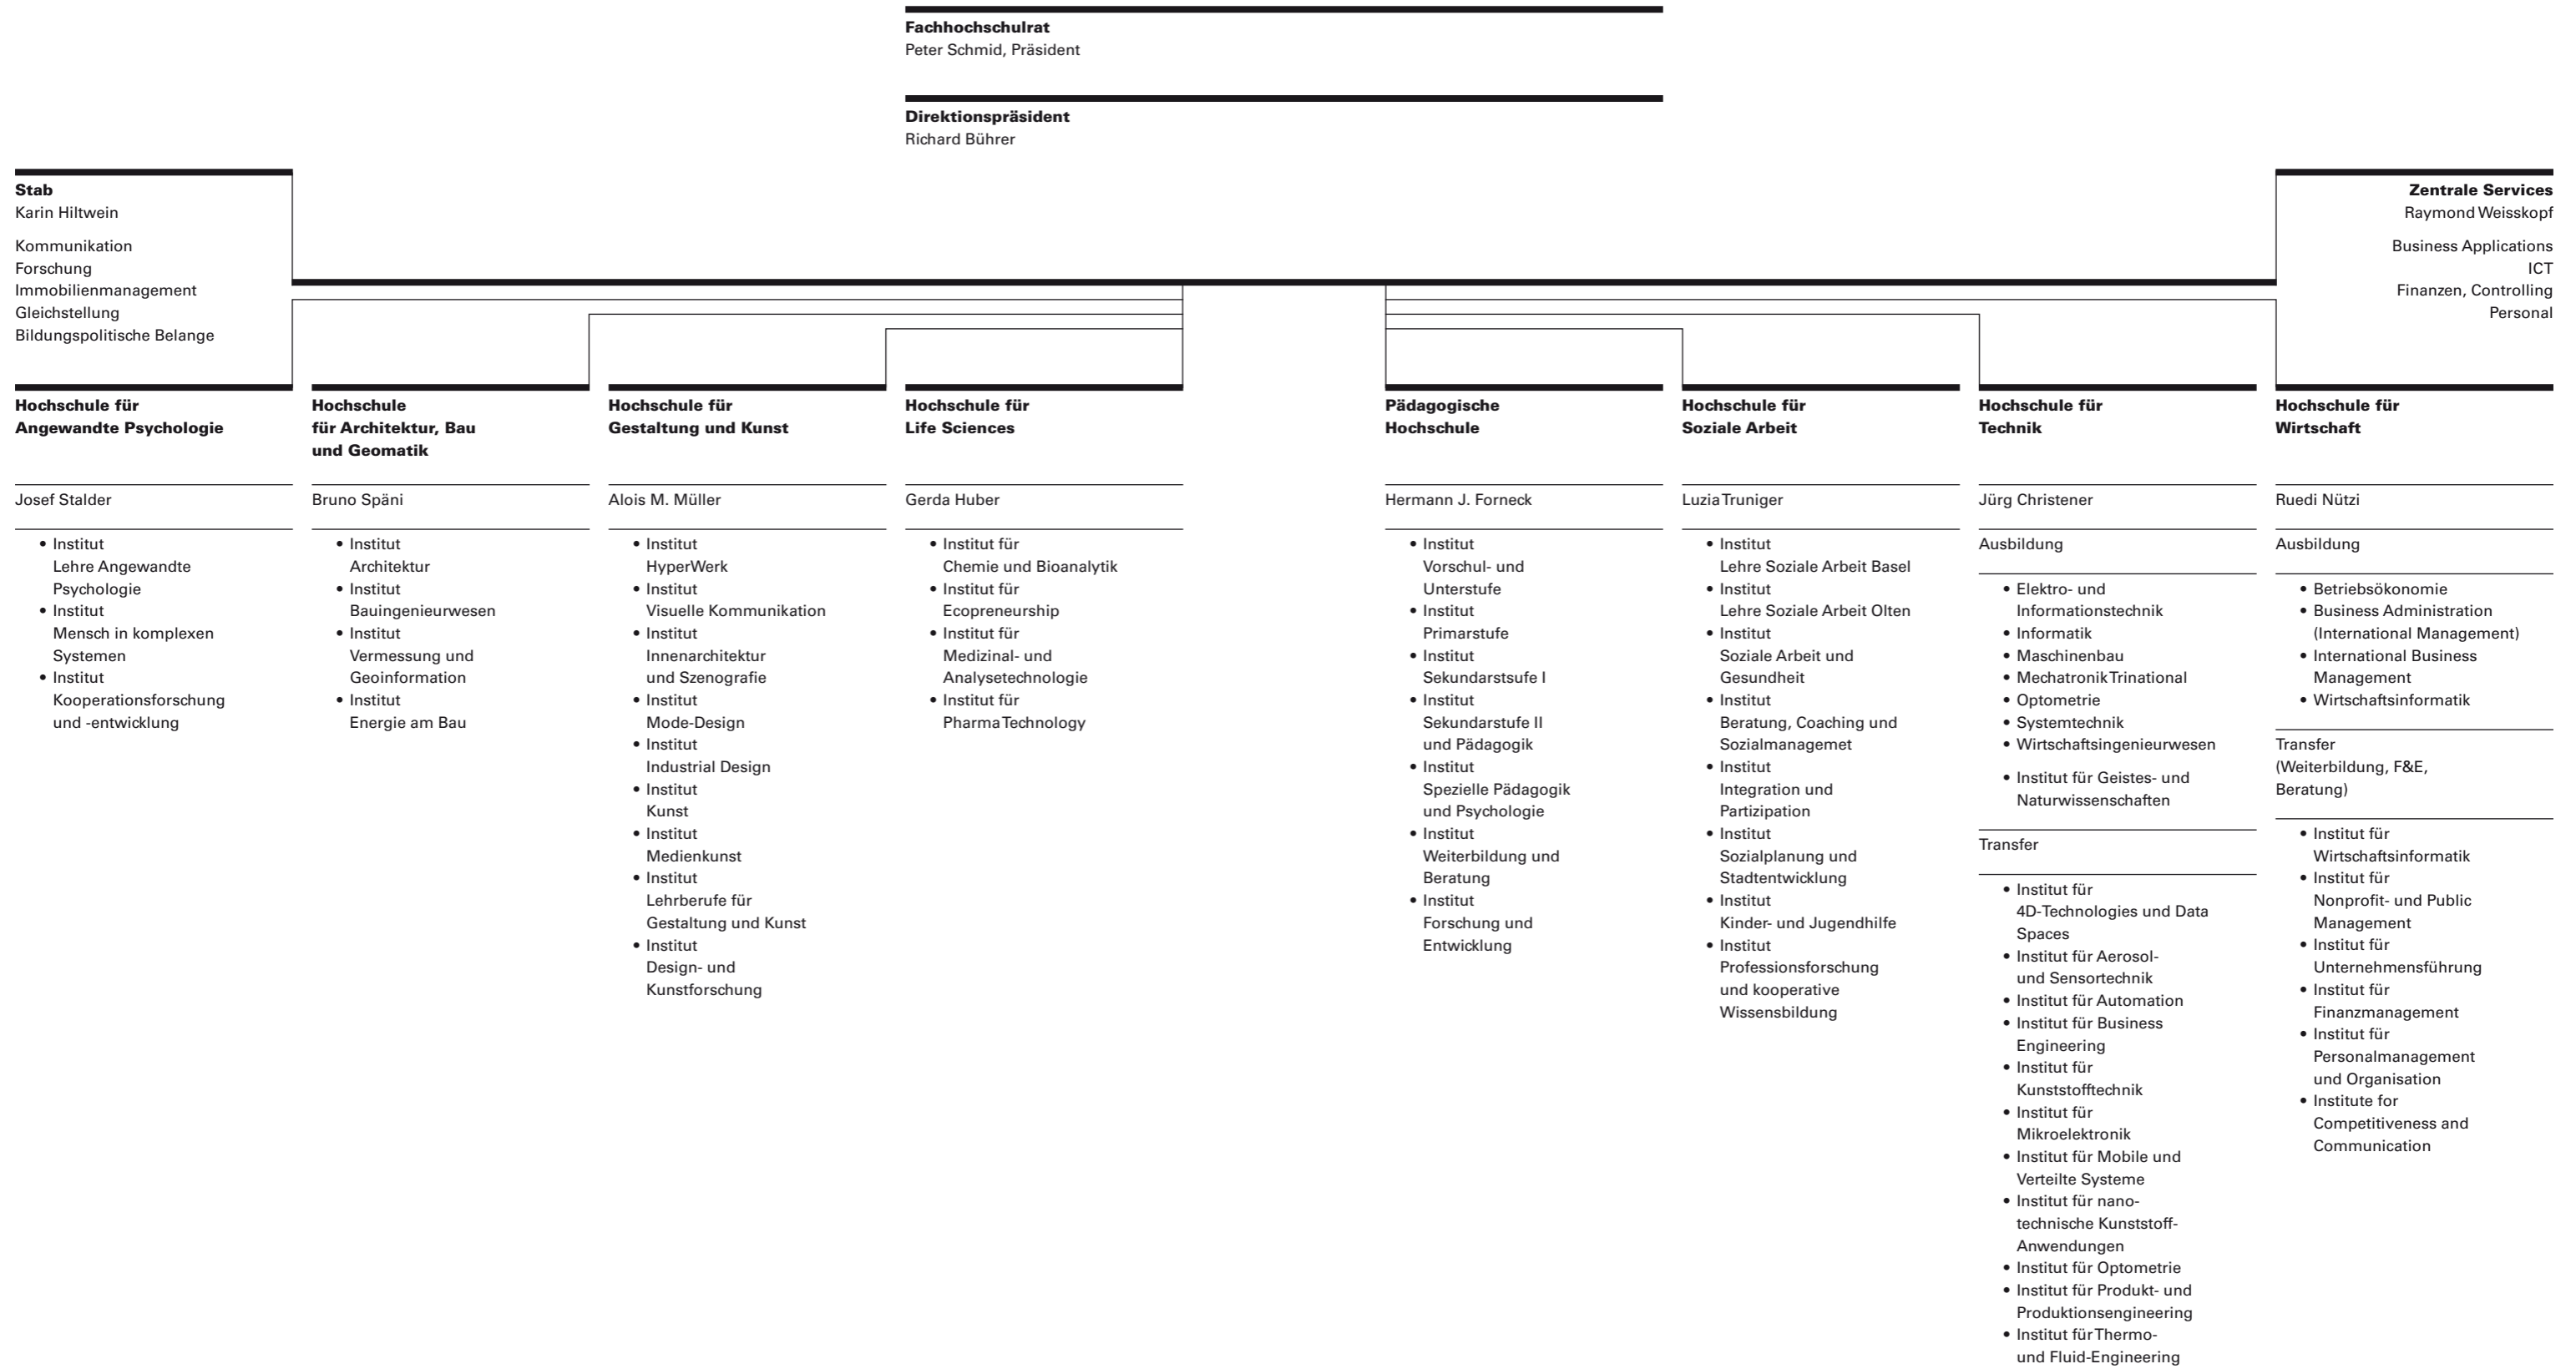 Fachhochschulrat
Peter Schmid, Präsident
Direktionspräsident
Richard Bührer
Stab
Karin Hiltwein
Kommunikation
Forschung
Immobilienmanagement
Gleichstellung
Bildungspolitische Belange
Zentrale Services
Raymond Weisskopf
Business Applications
ICT
Finanzen, Controlling
Personal
Hochschule für
Angewandte Psychologie
Josef Stalder
• Institut
Lehre Angewandte
Psychologie
• Institut
Mensch in komplexen
Systemen
• Institut
Kooperationsforschung
und -entwicklung
Hochschule
für Architektur, Bau
und Geomatik
Bruno Späni
• Institut
Architektur
• Institut
Bauingenieurwesen
• Institut
Vermessung und
Geoinformation
• Institut
Energie am Bau
Hochschule für
Gestaltung und Kunst
Alois M. Müller
• Institut
HyperWerk
• Institut
Visuelle Kommunikation
• Institut
Innenarchitektur
und Szenografie
• Institut
Mode-Design
• Institut
Industrial Design
• Institut
Kunst
• Institut
Medienkunst
• Institut
Lehrberufe für
Gestaltung und Kunst
• Institut
Design- und
Kunstforschung
Hochschule für
Life Sciences
Gerda Huber
• Institut für
Chemie und Bioanalytik
• Institut für
Ecopreneurship
• Institut für
Medizinal- und
Analysetechnologie
• Institut für
Pharma Technology
Pädagogische
Hochschule
Hermann J. Forneck
• Institut
Vorschul- und
Unterstufe
• Institut
Primarstufe
• Institut
Sekundarstsufe I
• Institut
Sekundarstufe II
und Pädagogik
• Institut
Spezielle Pädagogik
und Psychologie
• Institut
Weiterbildung und
Beratung
• Institut
Forschung und
Entwicklung
Hochschule für
Soziale Arbeit
Luzia Truniger
• Institut
Lehre Soziale Arbeit Basel
• Institut
Lehre Soziale Arbeit Olten
• Institut
Soziale Arbeit und
Gesundheit
• Institut
Beratung, Coaching und
Sozialmanagemet
• Institut
Integration und
Partizipation
• Institut
Sozialplanung und
Stadtentwicklung
• Institut
Kinder- und Jugendhilfe
• Institut
Professionsforschung
und kooperative
Wissensbildung
Hochschule für
Technik
Jürg Christener
Ausbildung
• Elektro- und
Informationstechnik
• Informatik
• Maschinenbau
• Mechatronik Trinational
• Optometrie
• Systemtechnik
• Wirtschaftsingenieurwesen
• Institut für Geistes- und
Naturwissenschaften
Transfer
• Institut für
4D-Technologies und Data
Spaces
• Institut für Aerosol-
und Sensortechnik
• Institut für Automation
• Institut für Business
Engineering
• Institut für
Kunststofftechnik
• Institut für
Mikroelektronik
• Institut für Mobile und
Verteilte Systeme
• Institut für nano-
technische Kunststoff-
Anwendungen
• Institut für Optometrie
• Institut für Produkt- und
Produktionsengineering
• Institut für Thermo-
und Fluid-Engineering
Hochschule für
Wirtschaft
Ruedi Nützi
Ausbildung
• Betriebsökonomie
• Business Administration
(International Management)
• International Business
Management
• Wirtschaftsinformatik
Transfer
(Weiterbildung, F&E,
Beratung)
• Institut für
Wirtschaftsinformatik
• Institut für
Nonprofit- und Public
Management
• Institut für
Unternehmensführung
• Institut für
Finanzmanagement
• Institut für
Personalmanagement
und Organisation
• Institute for
Competitiveness and
Communication